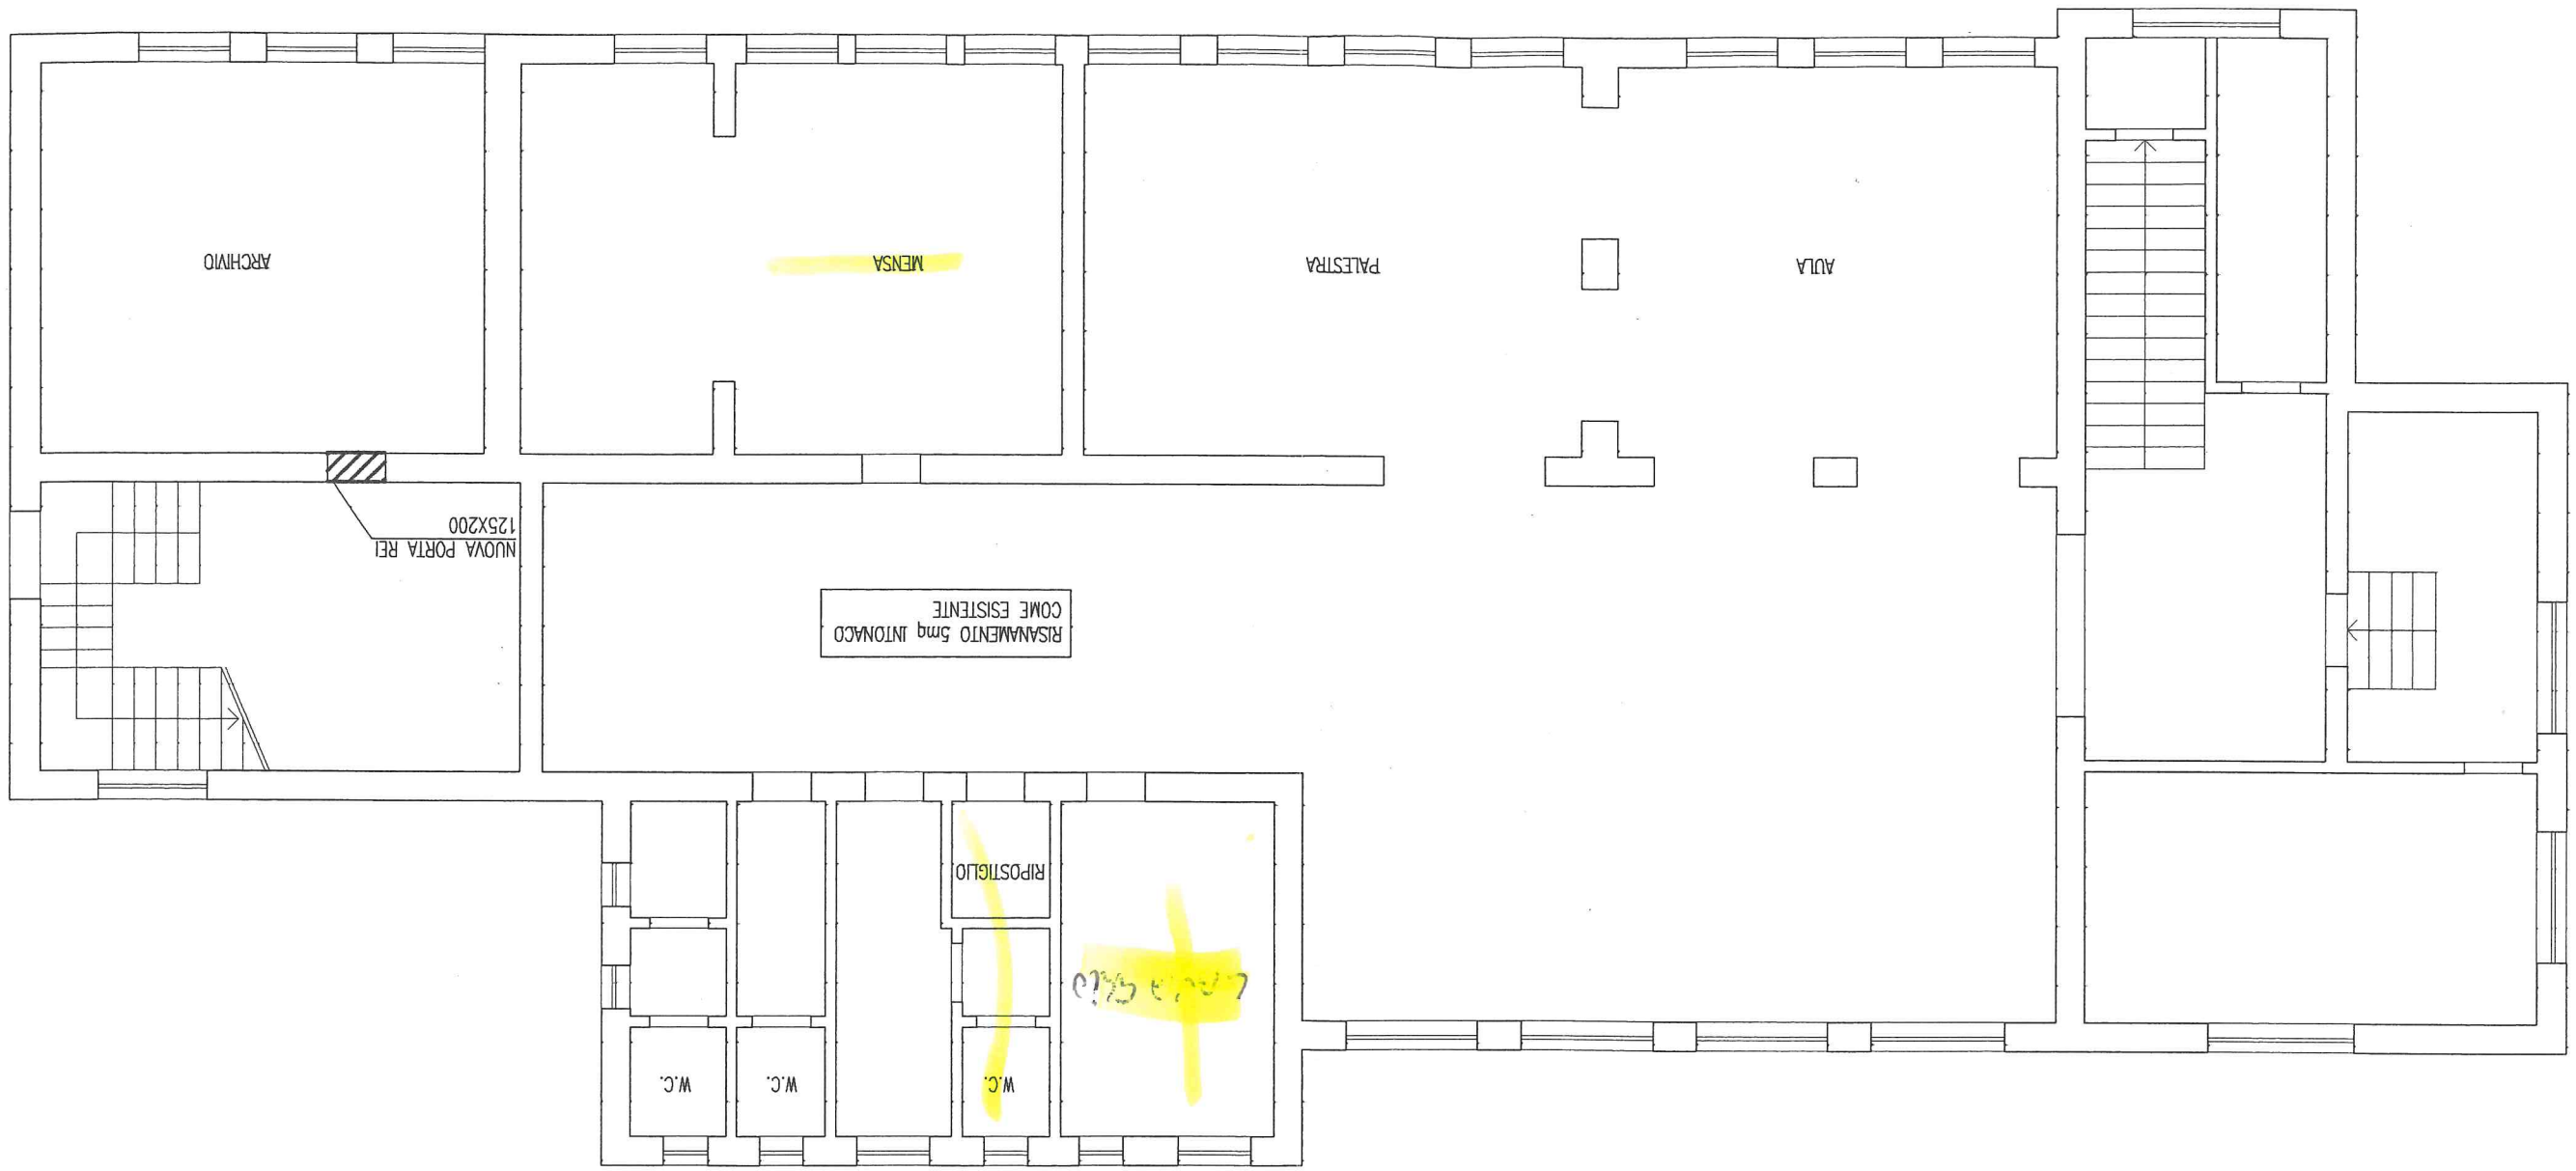 W.C.
W.C.
W.C.
RIPOSTIGLIO
RISANAMENTO 5mq INTONACO
COME ESISTENTE
NUOVA PORTA REI
125X200
AULA
PALESTRA
MENSA
ARCHIVIO